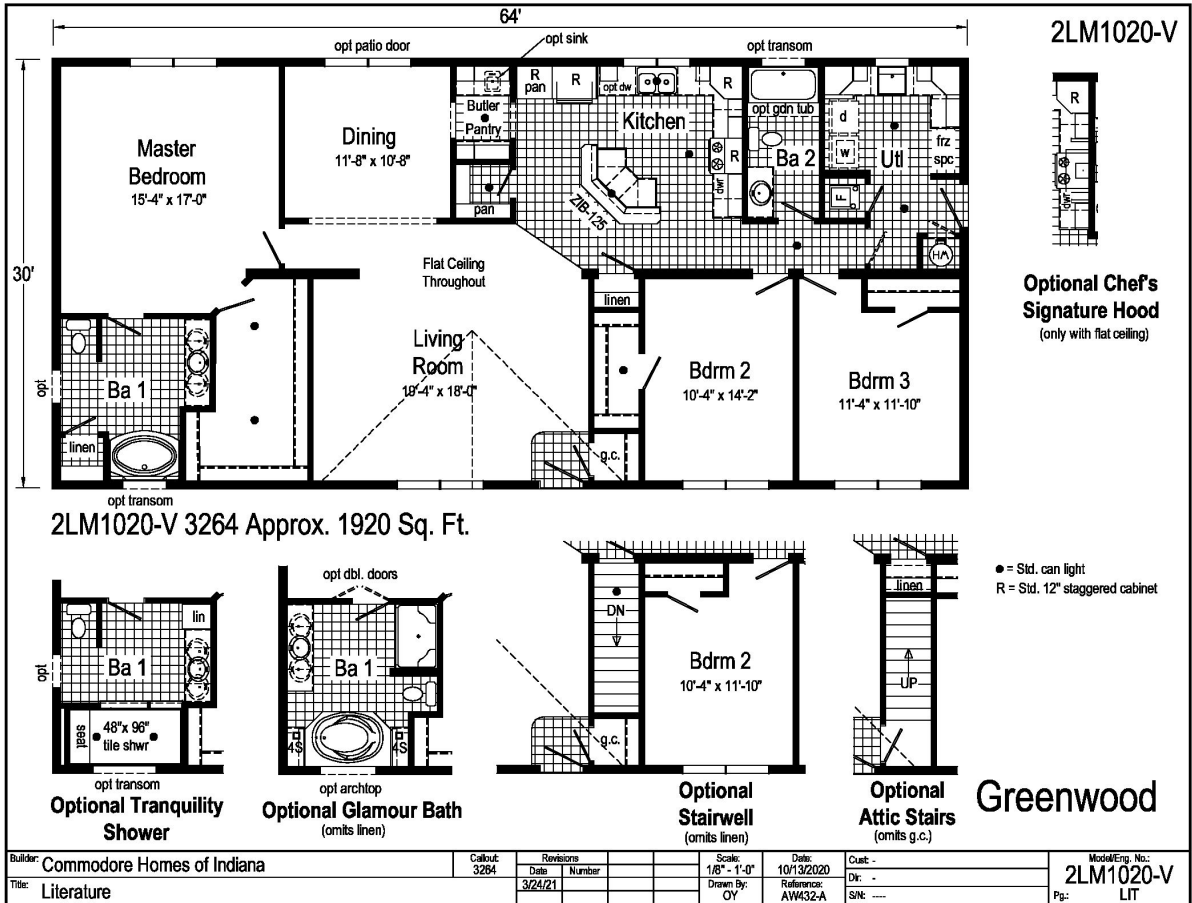 64'
2LM1020-V
opt patio door
opt sink
opt transom
30'
Master
Bedroom
15'-4" x 17'-0"
Dining
11'-8" x 10'-8"
Butler
Pantry
pan
R
pan
R
opt dw
R
Kitchen
R
dwr
ZIB-125
opt gdn tub
Ba 2
d
w
Utl
frz
spc
F
HW
R
dwr
Optional Chef's
Signature Hood
(only with flat ceiling)
Flat Ceiling
Throughout
Living
Room
19'-4" x 18'-0"
linen
Bdrm 2
10'-4" x 14'-2"
Bdrm 3
11'-4" x 11'-10"
opt
Ba 1
linen
g.c.
opt transom
2LM1020-V 3264 Approx. 1920 Sq. Ft.
opt
lin
Ba 1
seat
48"x 96"
tile shwr
opt transom
Optional Tranquility
Shower
opt dbl. doors
Ba 1
4S
4S
opt archtop
Optional Glamour Bath
(omits linen)
DN
g.c.
Bdrm 2
10'-4" x 11'-10"
Optional
Stairwell
(omits linen)
linen
UP
Optional
Attic Stairs
(omits g.c.)
● = Std. can light
R = Std. 12" staggered cabinet
Greenwood
Builder: Commodore Homes of Indiana
Title: Literature
Callout:
3264
Revisions
Date Number
3/24/21
Scale:
1/8" - 1'-0"
Drawn By:
OY
Date:
10/13/2020
Reference:
AW432-A
Cust: -
Dir: -
S/N: ----
Model/Eng. No.:
2LM1020-V
Pg.: LIT